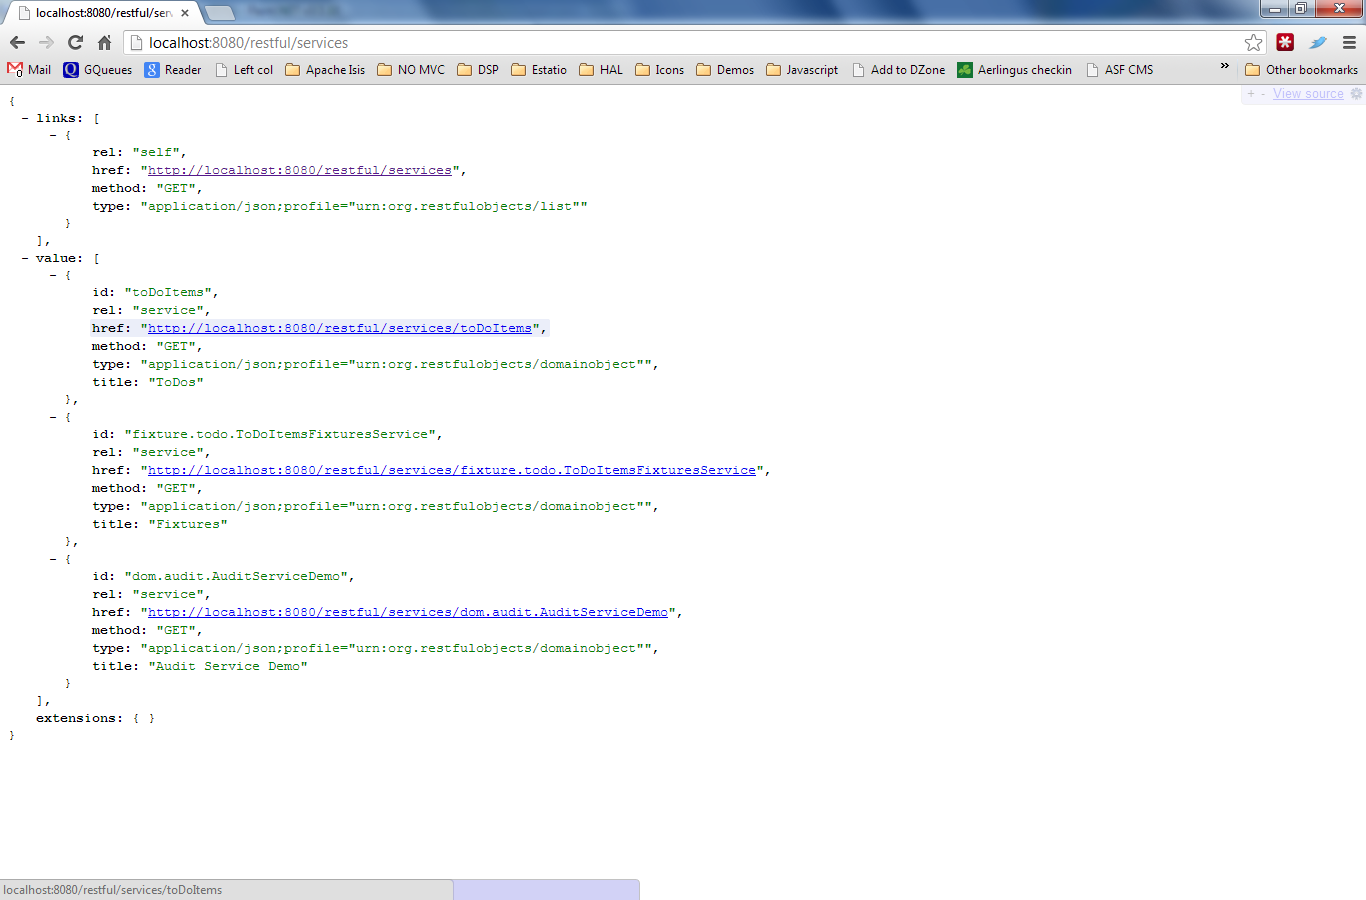 localhost:8080/restful/serv
localhost:8080/restful/services
Mail GQueues Reader Left col Apache Isis NO MVC DSP Estatio HAL Icons Demos Javascript Add to DZone Aerlingus checkin ASF CMS » Other bookmarks
+ - View source
{
- links: [
- {
rel: "self",
href: "http://localhost:8080/restful/services",
method: "GET",
type: "application/json;profile="urn:org.restfulobjects/list""
}
],
- value: [
- {
id: "toDoItems",
rel: "service",
href: "http://localhost:8080/restful/services/toDoItems",
method: "GET",
type: "application/json;profile="urn:org.restfulobjects/domainobject"",
title: "ToDos"
},
- {
id: "fixture.todo.ToDoItemsFixturesService",
rel: "service",
href: "http://localhost:8080/restful/services/fixture.todo.ToDoItemsFixturesService",
method: "GET",
type: "application/json;profile="urn:org.restfulobjects/domainobject"",
title: "Fixtures"
},
- {
id: "dom.audit.AuditServiceDemo",
rel: "service",
href: "http://localhost:8080/restful/services/dom.audit.AuditServiceDemo",
method: "GET",
type: "application/json;profile="urn:org.restfulobjects/domainobject"",
title: "Audit Service Demo"
}
],
extensions: { }
}
localhost:8080/restful/services/toDoItems